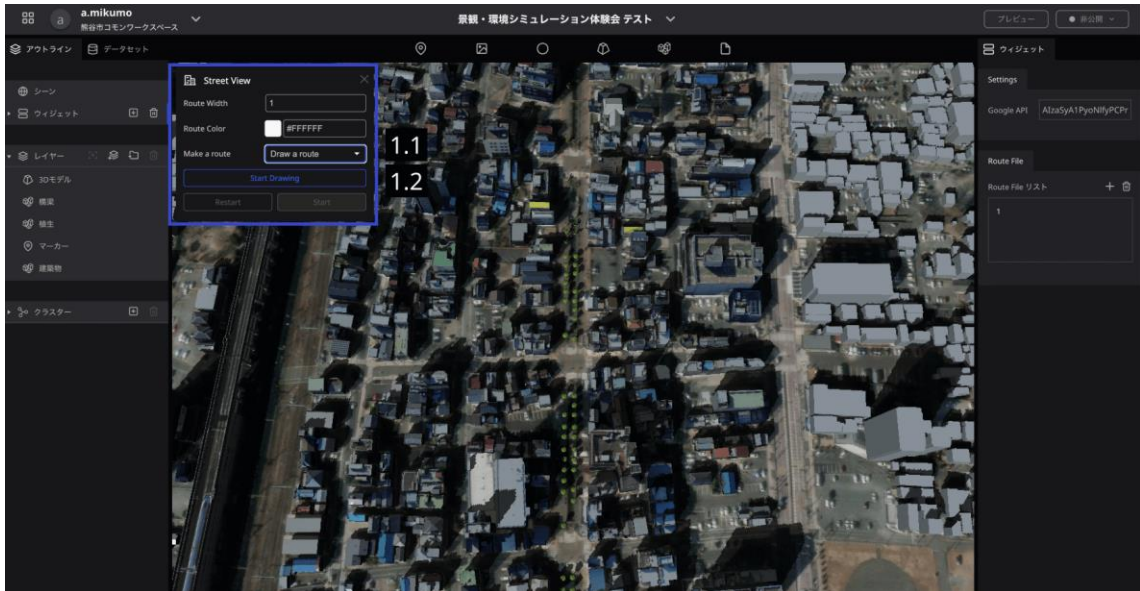 a
a.mikumo
熊谷市コモンワークスペース
景観・環境シミュレーション体験会 テスト
プレビュー
非公開
アウトライン
データセット
ウィジェット
シーン
ウィジェット
レイヤー
3Dモデル
橋梁
植生
マーカー
建築物
クラスター
Street View
Route Width
1
Route Color
#FFFFFF
Make a route
Draw a route
Start Drawing
Restart
Start
1.1
1.2
Settings
Google API
Route File
Route File リスト
1